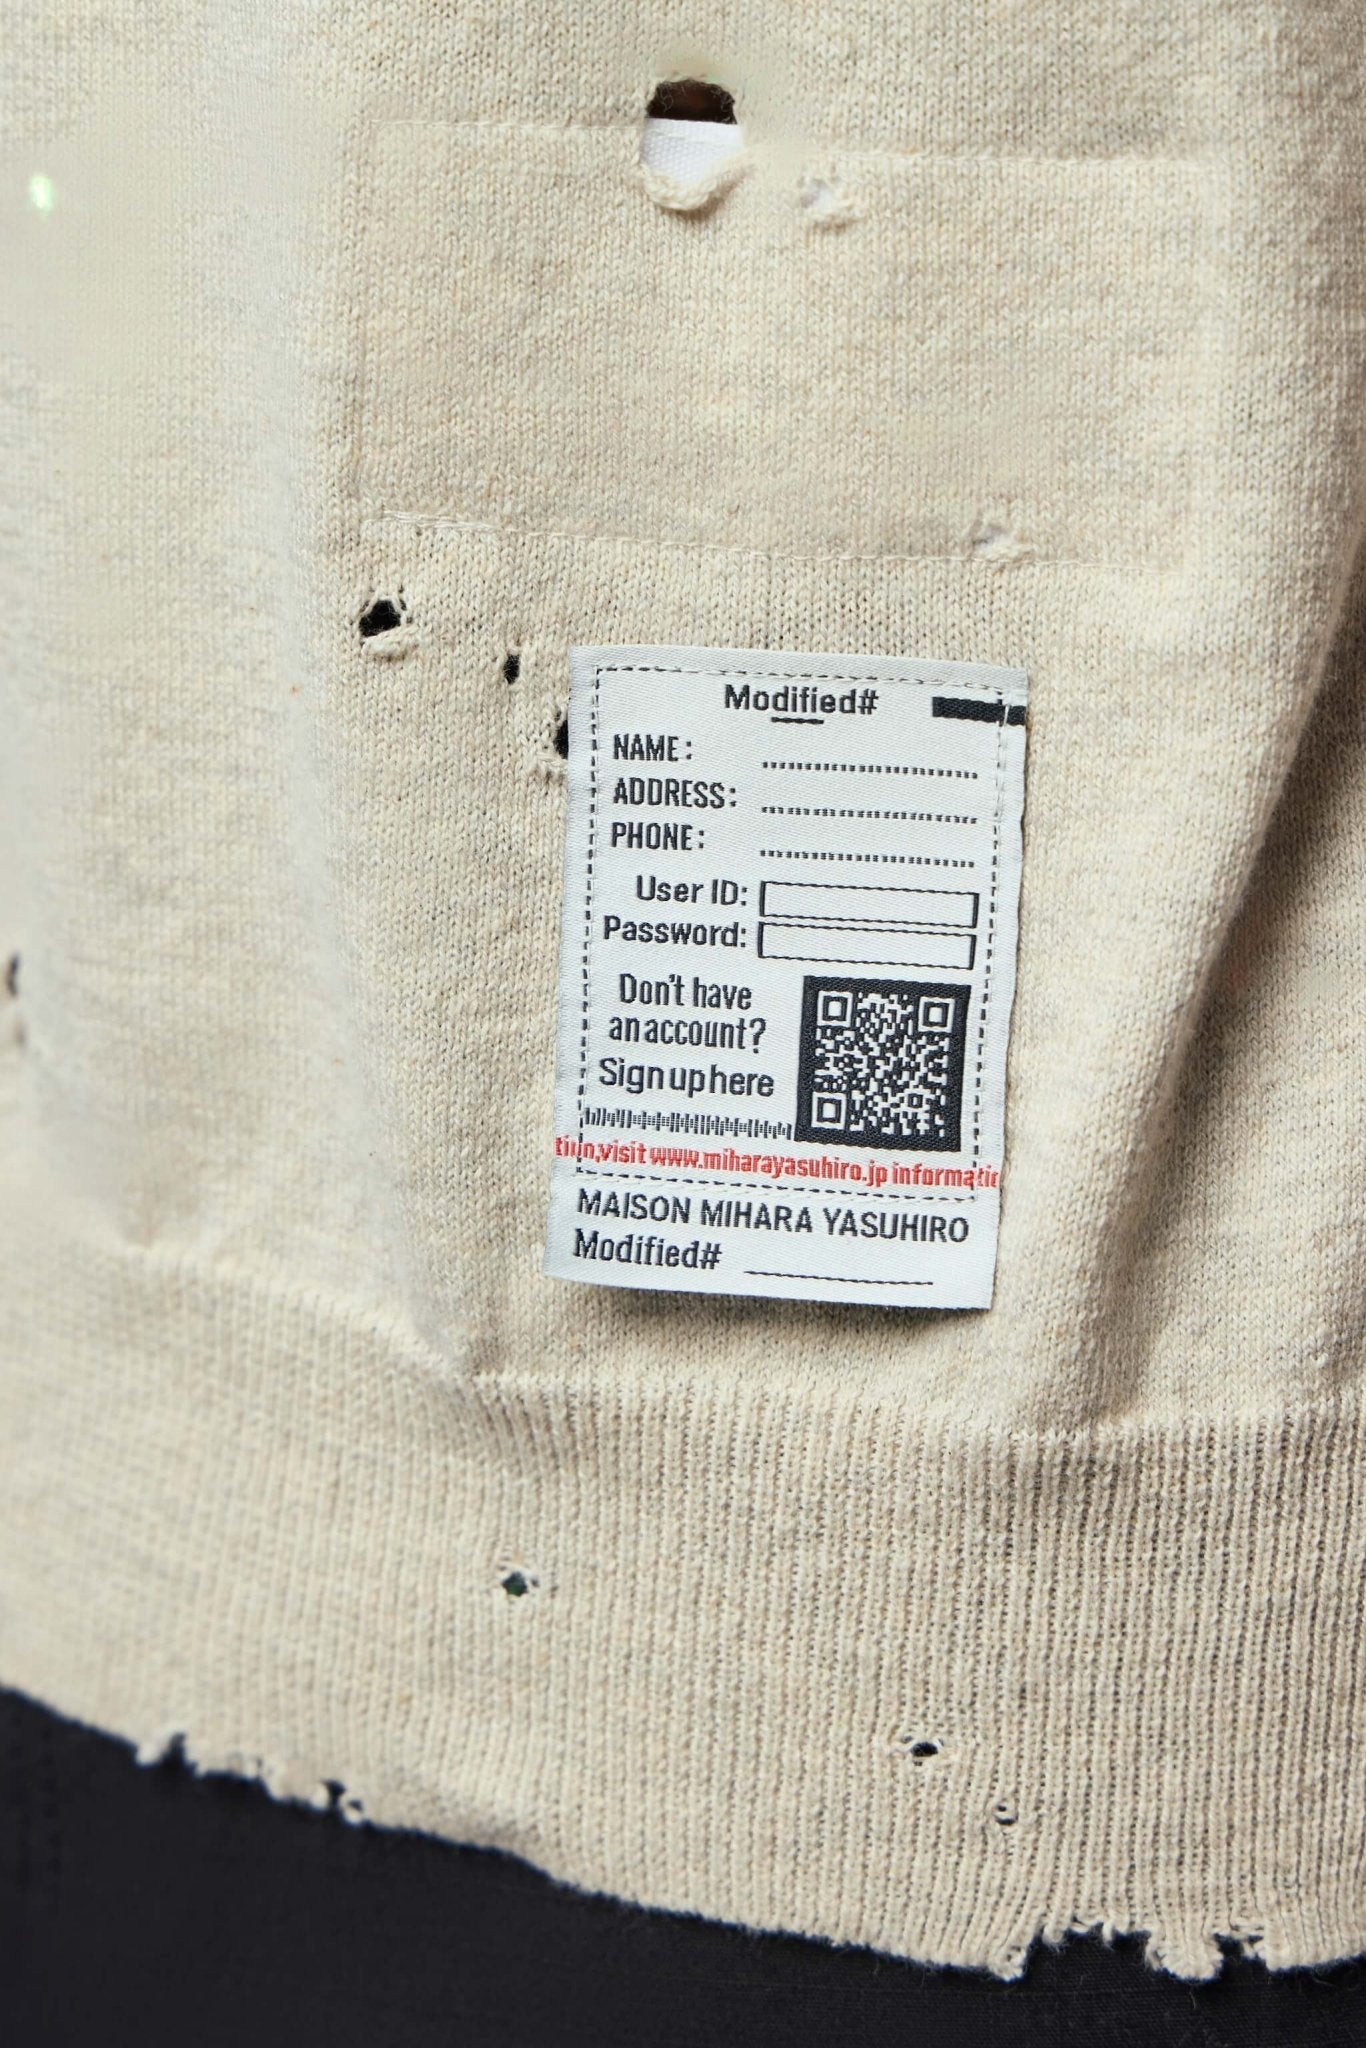 Modified#
NAME:
ADDRESS:
PHONE:
User ID:
Password:
Don't have
an account?
Sign up here
tion,visit www.miharayasuhiro.jp informatio
MAISON MIHARA YASUHIRO
Modified#